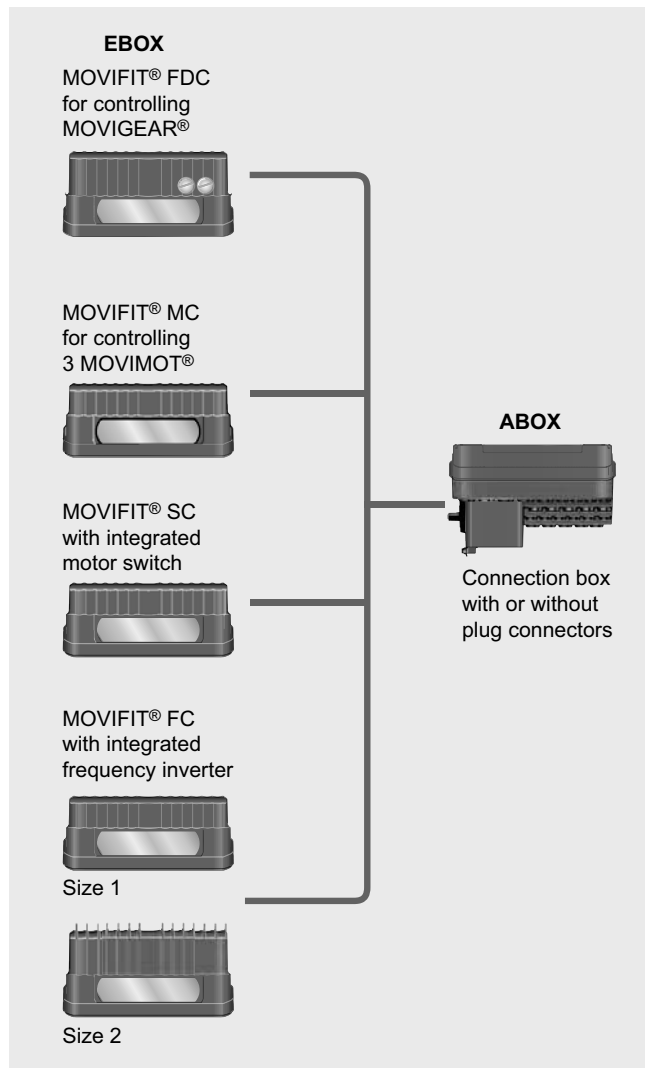 EBOX
MOVIFIT® FDC
for controlling
MOVIGEAR®
MOVIFIT® MC
for controlling
3 MOVIMOT®
ABOX
MOVIFIT® SC
with integrated
motor switch
Connection box
with or without
plug connectors
MOVIFIT® FC
with integrated
frequency inverter
Size 1
Size 2